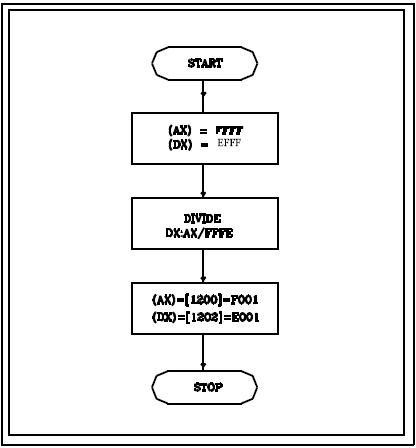 START
(AX) = FFFF
(DX) = EFFF
DIVIDE
DX:AX/FFFE
(AX)=[1200]=F001
(DX)=[1202]=E001
STOP